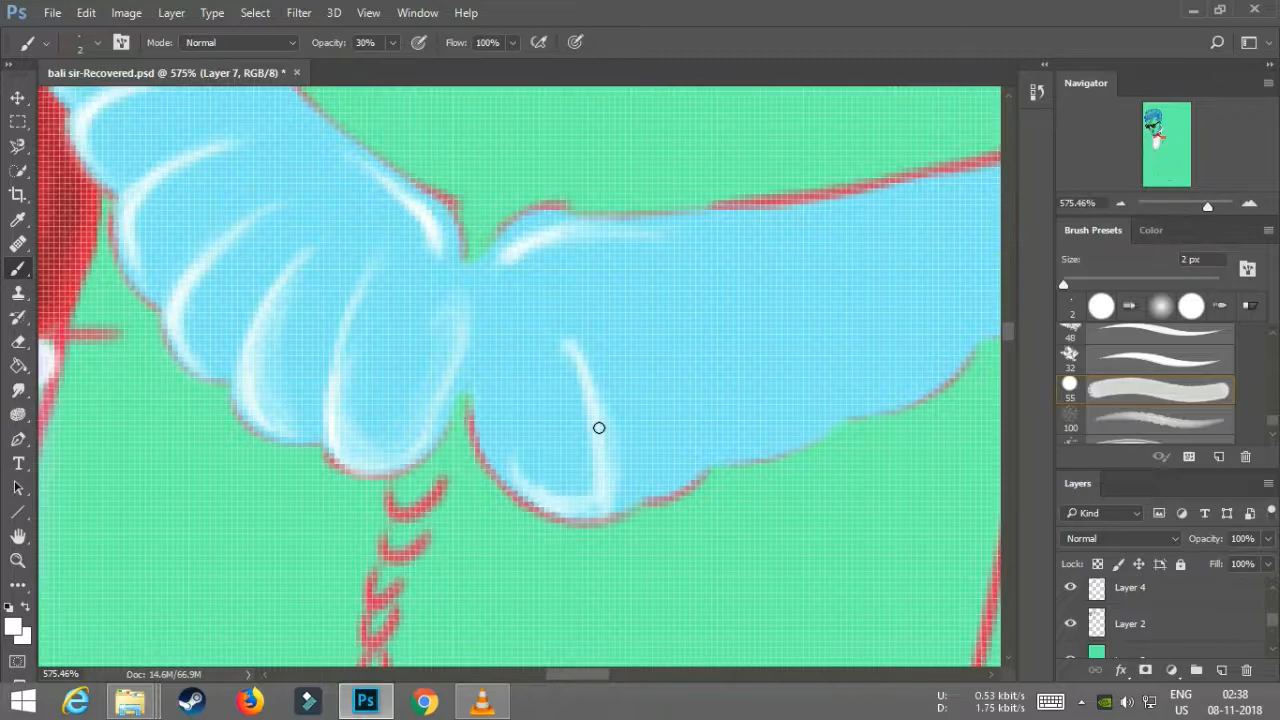 Ps File Edit Image Layer Type Select Filter 3D View Window Help
2 Mode: Normal Opacity: 30% Flow: 100%
bali sir-Recovered.psd @ 575% (Layer 7, RGB/8) * ×
Navigator
575.46%
Brush Presets Color
Size: 2 px
2
48
32
55
100
Layers
Kind
Normal Opacity: 100%
Lock: Fill: 100%
Layer 4
Layer 2
fx
575.46% Doc: 14.6M/66.9M
Ps
U: 0.53 kbit/s
D: 1.75 kbit/s
ENG
US
02:38
08-11-2018